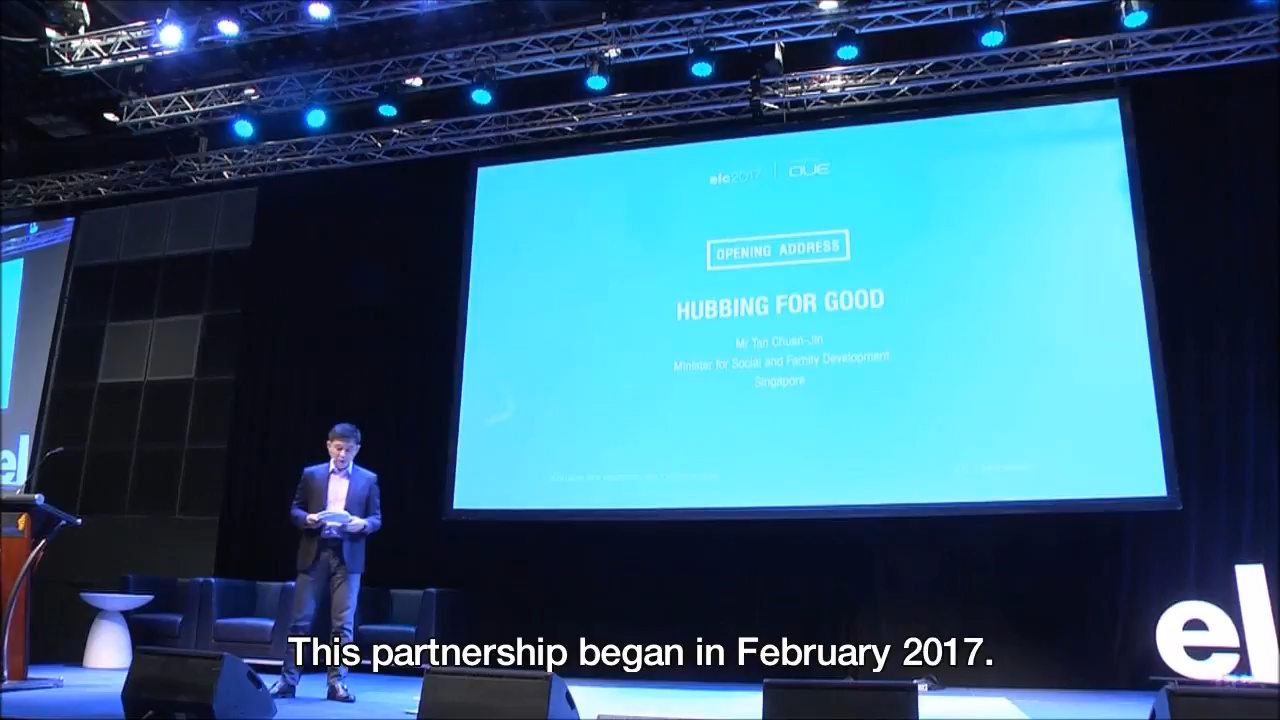 elc2017 | OUE
OPENING ADDRESS
HUBBING FOR GOOD
Mr Tan Chuan-Jin
Minister for Social and Family Development
Singapore
el
el
This partnership began in February 2017.